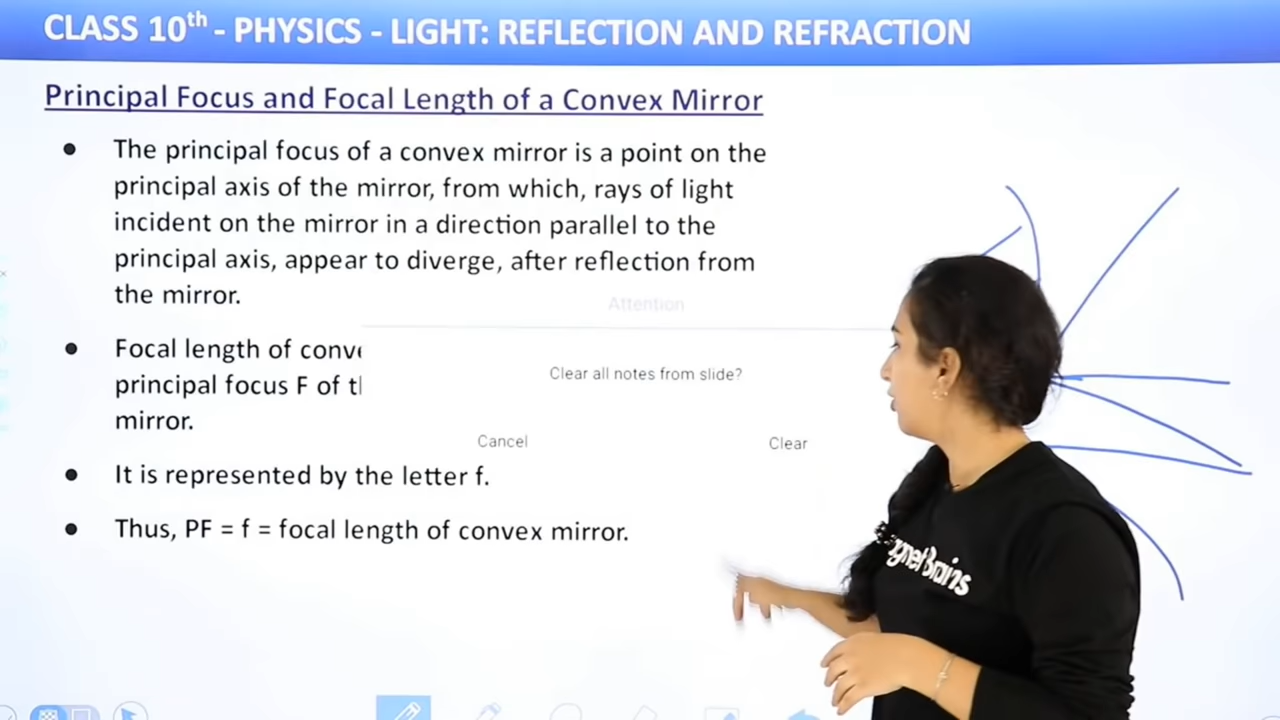 CLASS 10th - PHYSICS - LIGHT: REFLECTION AND REFRACTION
Principal Focus and Focal Length of a Convex Mirror
• The principal focus of a convex mirror is a point on the
principal axis of the mirror, from which, rays of light
incident on the mirror in a direction parallel to the
principal axis, appear to diverge, after reflection from
the mirror.
Attention
Clear all notes from slide?
Cancel
Clear
• Focal length of conve
principal focus F of th
mirror.
• It is represented by the letter f.
• Thus, PF = f = focal length of convex mirror.
gnet Brains